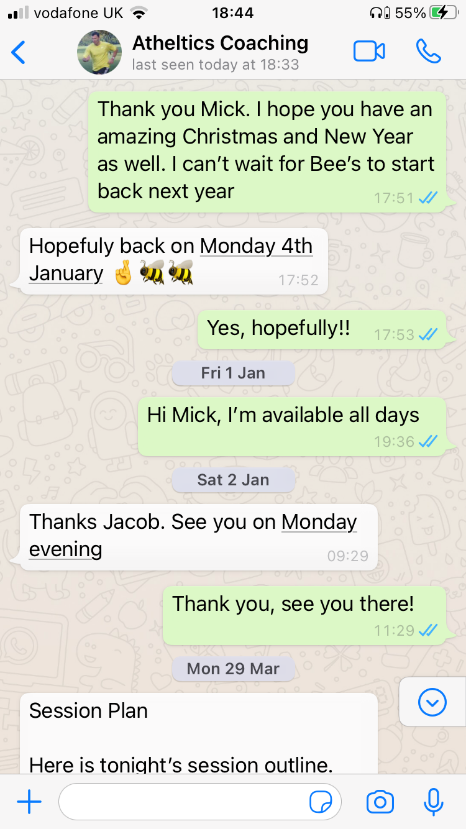 vodafone UK
18:44
55%
Atheltics Coaching
last seen today at 18:33
Thank you Mick. I hope you have an
amazing Christmas and New Year
as well. I can't wait for Bee's to start
back next year
17:51
Hopefuly back on Monday 4th
January 🤞🐝🐝
17:52
Yes, hopefully!!
17:53
Fri 1 Jan
Hi Mick, I'm available all days
19:36
Sat 2 Jan
Thanks Jacob. See you on Monday
evening
09:29
Thank you, see you there!
11:29
Mon 29 Mar
Session Plan
Here is tonight's session outline.